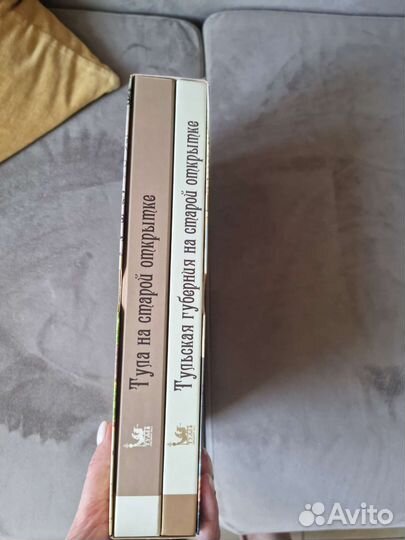 Тула на старой открытке
Тульская губерния на старой открытке
Avito